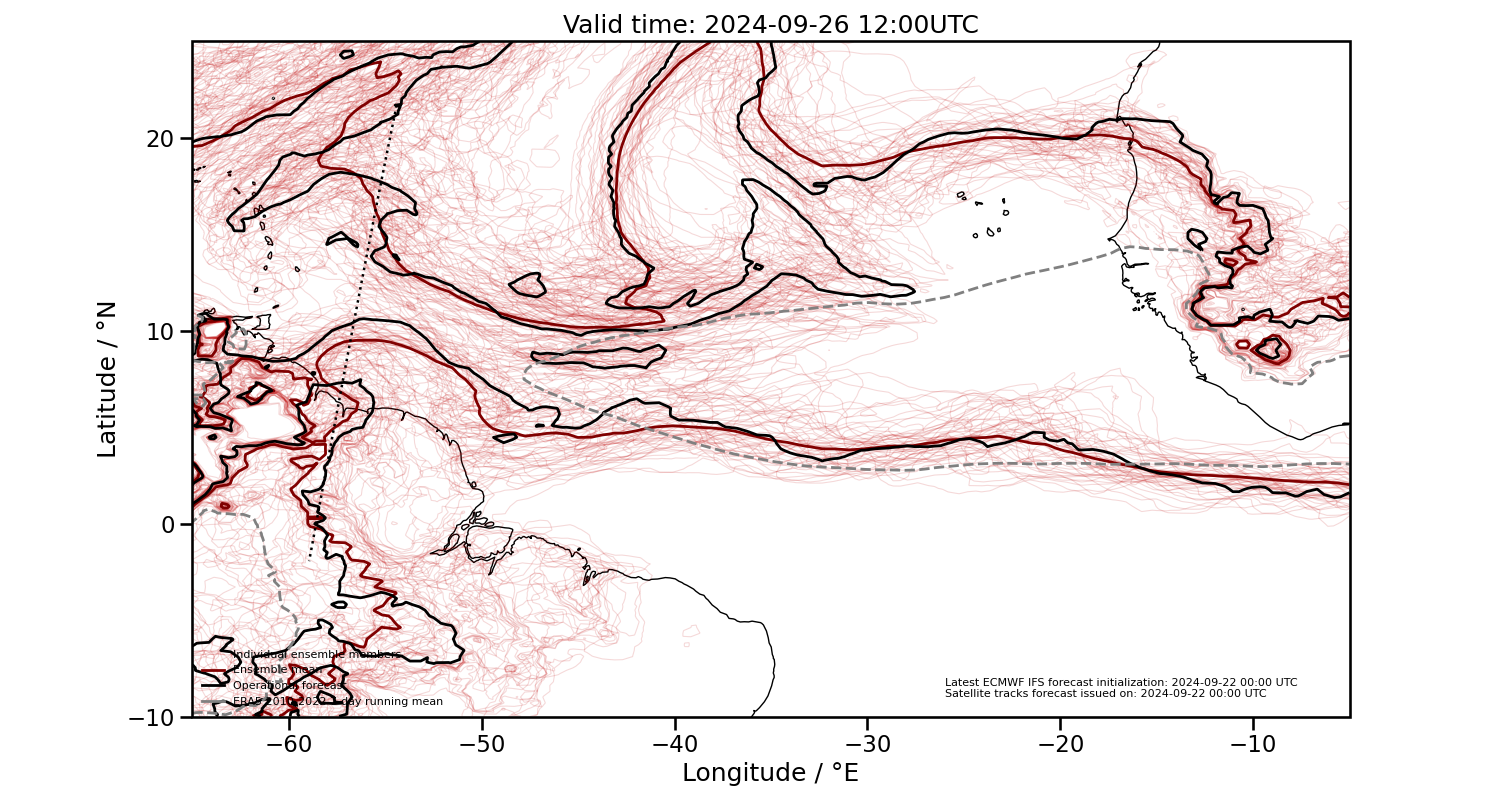 Valid time: 2024-09-26 12:00UTC
20
10
0
−10
Latitude / °N
Individual ensemble members
Ensemble mean
Operational forecast
ERA5 2010-2023 day running mean
Latest ECMWF IFS forecast initialization: 2024-09-22 00:00 UTC
Satellite tracks forecast issued on: 2024-09-22 00:00 UTC
−60
−50
−40
−30
−20
−10
Longitude / °E